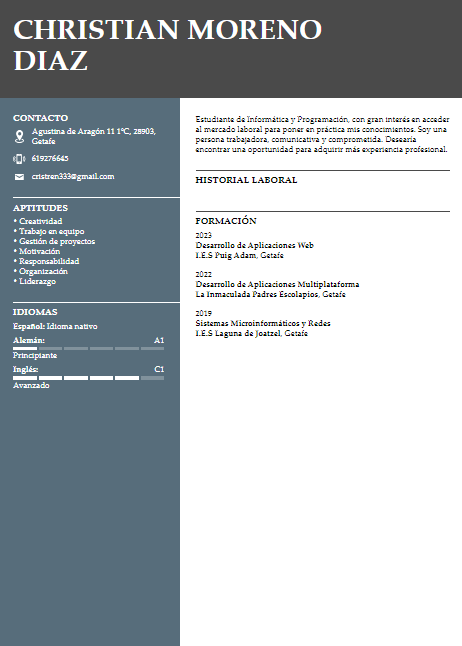 CHRISTIAN MORENO
DIAZ
CONTACTO
Agustina de Aragón 11 1ºC, 28903,
Getafe
619276645
cristren333@gmail.com
APTITUDES
• Creatividad
• Trabajo en equipo
• Gestión de proyectos
• Motivación
• Responsabilidad
• Organización
• Liderazgo
IDIOMAS
Español: Idioma nativo
Alemán: A1
Principiante
Inglés: C1
Avanzado
Estudiante de Informática y Programación, con gran interés en acceder
al mercado laboral para poner en práctica mis conocimientos. Soy una
persona trabajadora, comunicativa y comprometida. Desearía
encontrar una oportunidad para adquirir más experiencia profesional.
HISTORIAL LABORAL
FORMACIÓN
2023
Desarrollo de Aplicaciones Web
I.E.S Puig Adam, Getafe
2022
Desarrollo de Aplicaciones Multiplataforma
La Inmaculada Padres Escolapios, Getafe
2019
Sistemas Microinformáticos y Redes
I.E.S Laguna de Joatzel, Getafe